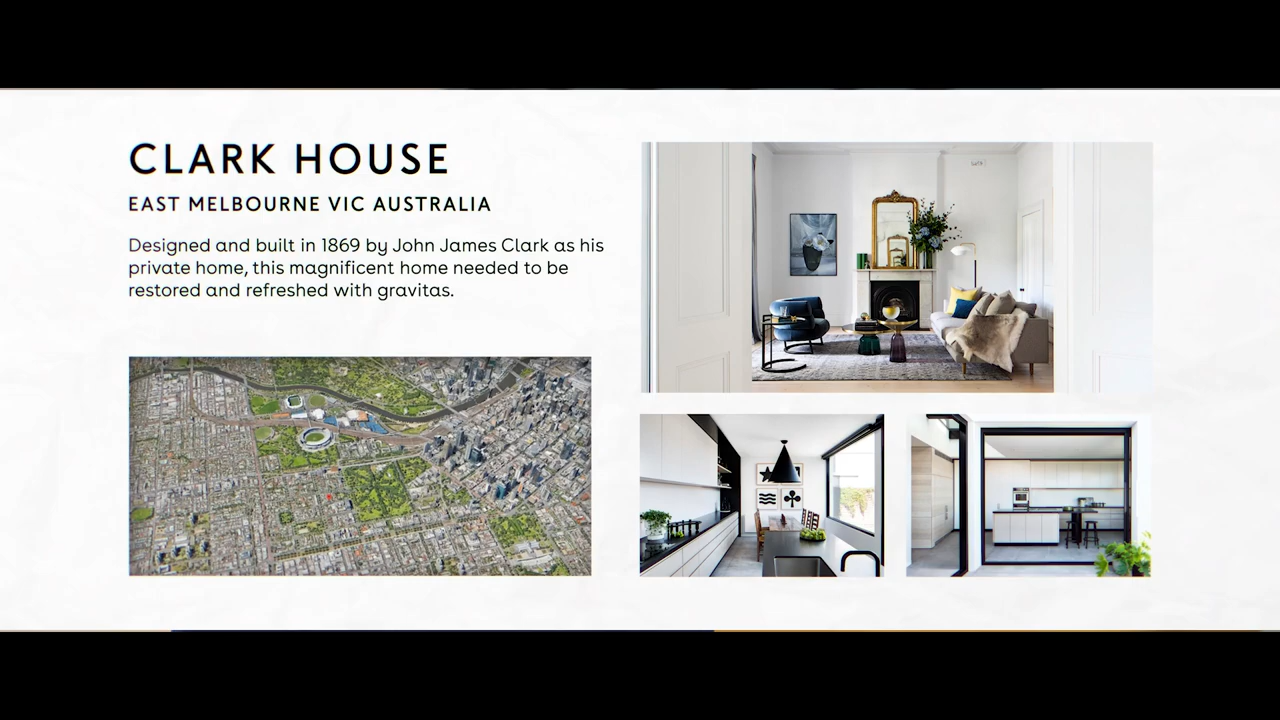 CLARK HOUSE
EAST MELBOURNE VIC AUSTRALIA
Designed and built in 1869 by John James Clark as his
private home, this magnificent home needed to be
restored and refreshed with gravitas.